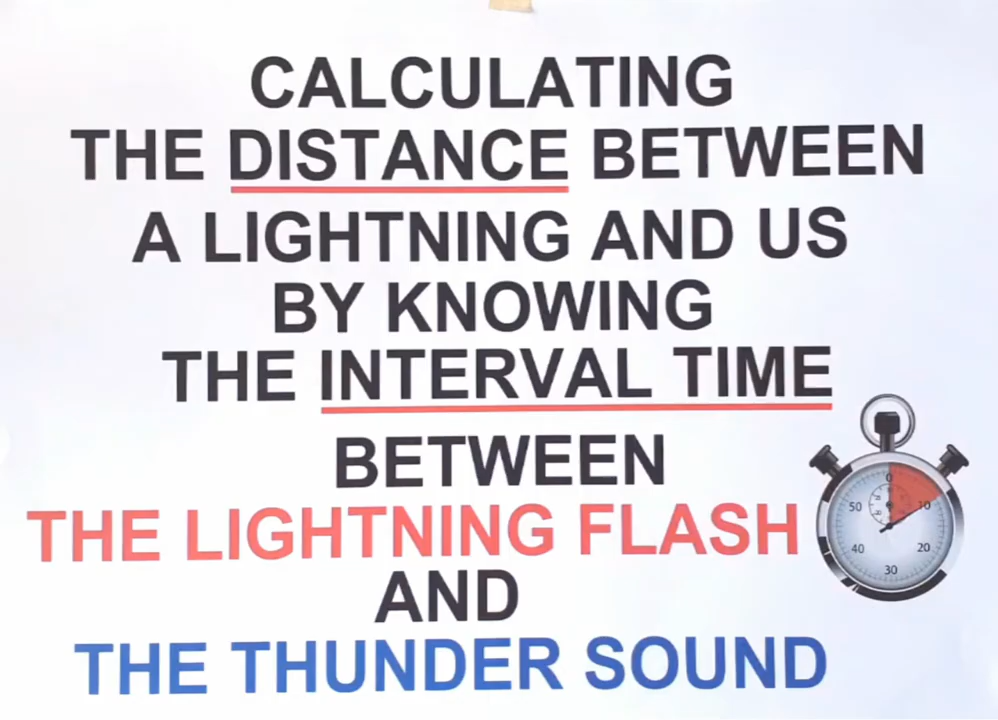 CALCULATING
THE DISTANCE BETWEEN
A LIGHTNING AND US
BY KNOWING
THE INTERVAL TIME
BETWEEN
THE LIGHTNING FLASH
AND
THE THUNDER SOUND
0
10
20
30
40
50